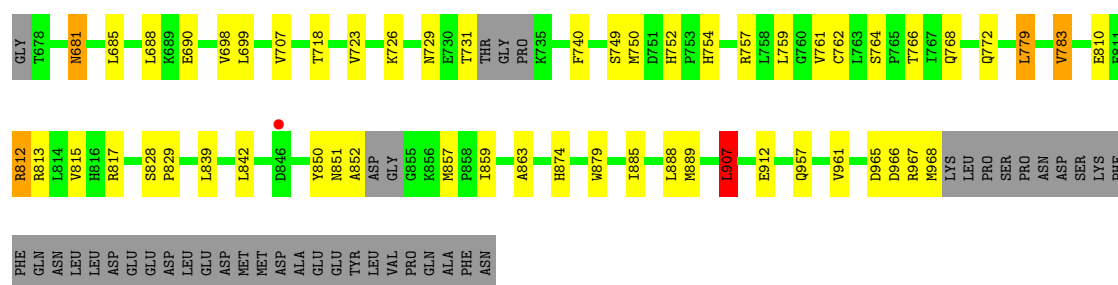 GLY T678 N681 L685 L688 K689 E690 V698 L699 V707 T718 V723 K726 N729 E730 T731 THR GLY PRO K735 F740 S749 M750 D751 H752 P753 H754 R757 L758 L759 G760 V761 C762 L763 S764 P765 T766 I767 Q768 Q772 L779 V783 E810 E811
R812 R813 L814 V815 H816 R817 S828 P829 L839 L842 D846 Y850 N851 A852 ASP GLY G855 K856 M857 P858 I859 A863 H874 W879 I885 L888 M889 L907 E912 Q957 V961 D965 D966 R967 M968 LYS LEU PRO SER PRO ASN ASP SER LYS PHE
PHE GLN ASN LEU LEU ASP GLU GLU ASP LEU GLU ASP MET MET ASP ALA GLU GLU TYR LEU VAL PRO GLN ALA PHE ASN